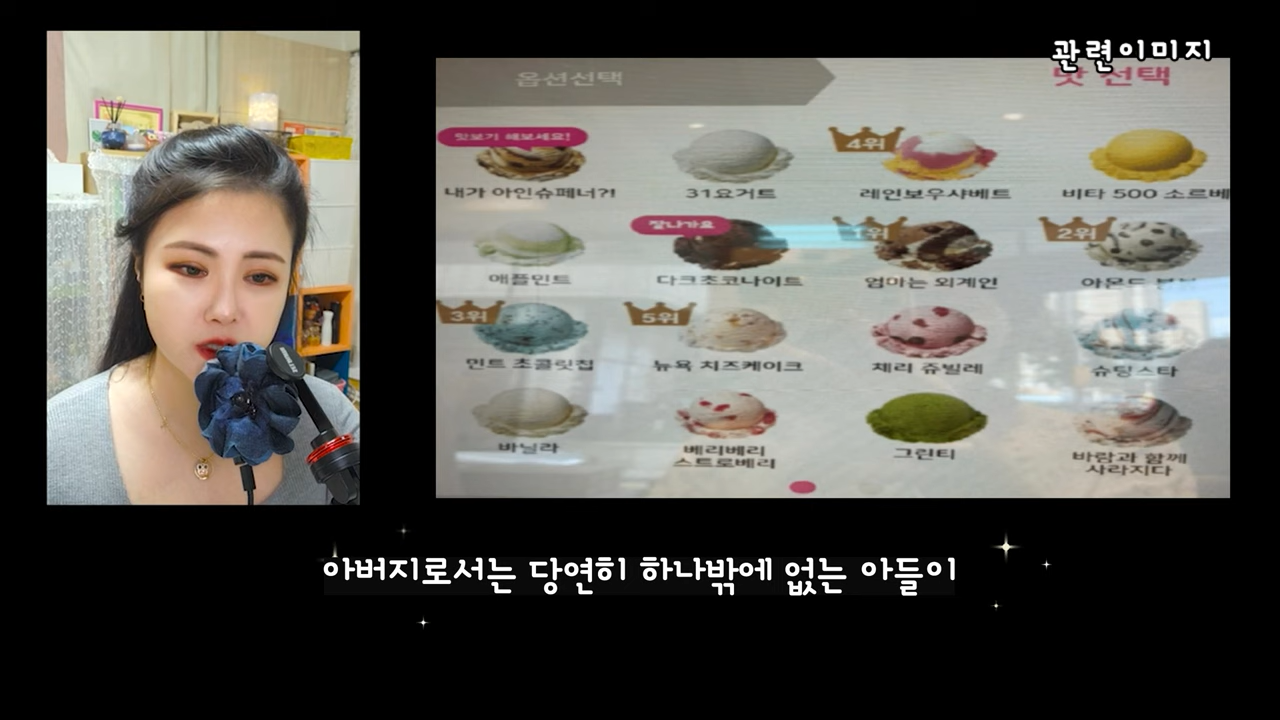 관련이미지
옵션선택
맛 선택
맛보기 해보세요!
4위
내가 아인슈페너?!
31요거트
레인보우샤베트
비타 500 소르베
잘나가요
1위
2위
애플민트
다크초코나이트
엄마는 외계인
아몬드
3위
5위
민트 초콜릿칩
뉴욕 치즈케이크
체리 쥬빌레
슈팅스타
바닐라
베리베리
스트로베리
그린티
바람과 함께
사라지다
아버지로서는 당연히 하나밖에 없는 아들이